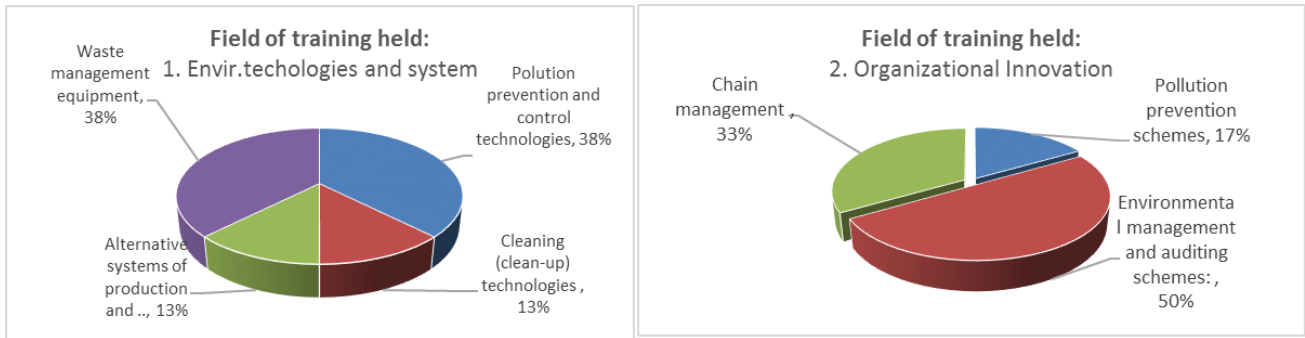 Field of training held:
1. Envir.techologies and system
Waste
management
equipment,
38%
Polution
prevention and
control
technologies, 38%
Alternative
systems of
production
and .., 13%
Cleaning
(clean-up)
technologies ,
13%
Field of training held:
2. Organizational Innovation
Chain
management ,
33%
Pollution
prevention
schemes, 17%
Environmenta
l management
and auditing
schemes: ,
50%